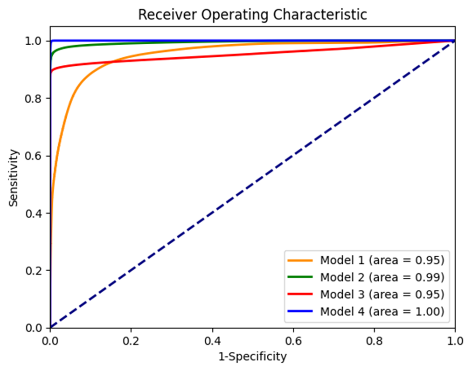 Receiver Operating Characteristic
1.0
0.8
0.6
0.4
0.2
0.0
Sensitivity
Model 1 (area = 0.95)
Model 2 (area = 0.99)
Model 3 (area = 0.95)
Model 4 (area = 1.00)
0.0 0.2 0.4 0.6 0.8 1.0
1-Specificity